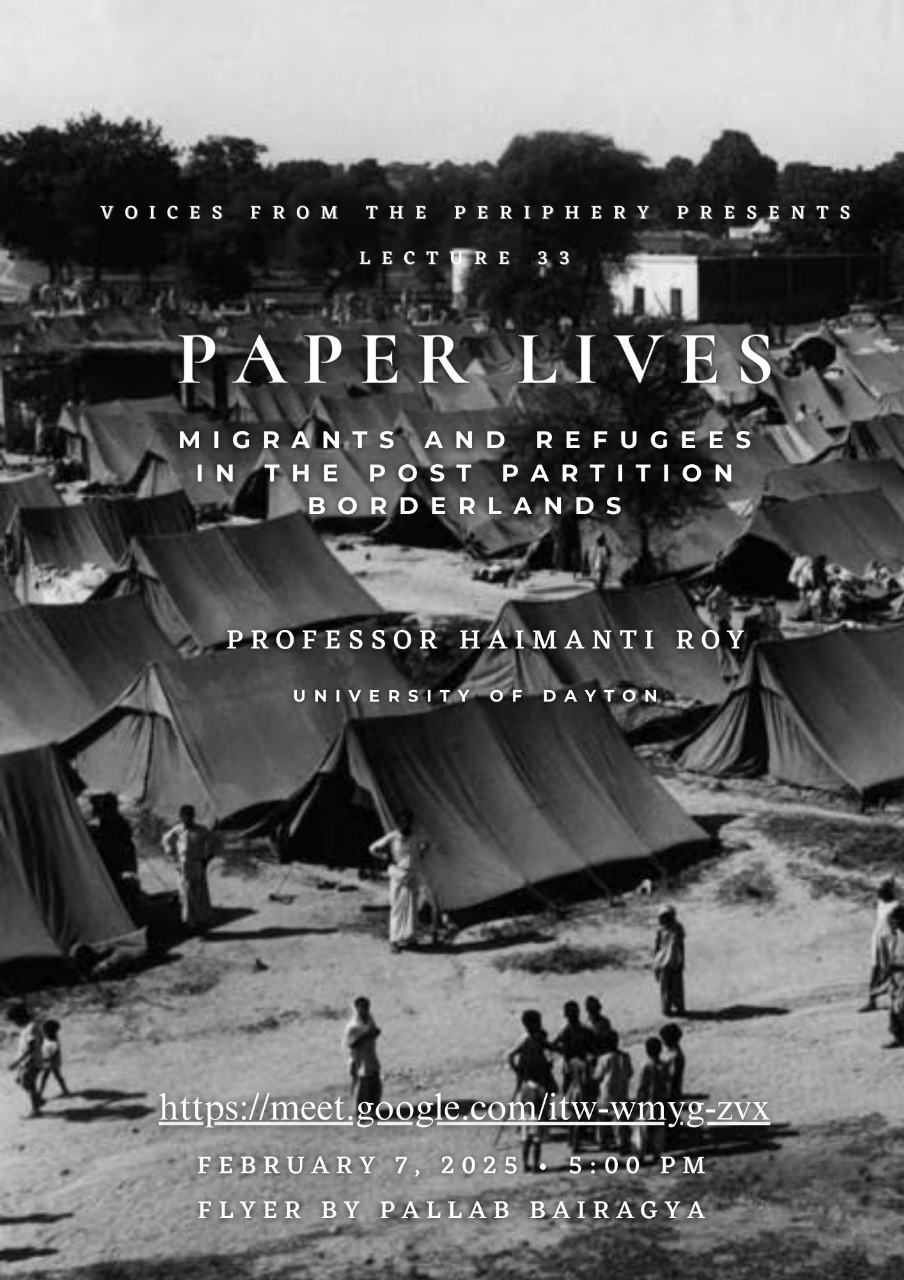 VOICES FROM THE PERIPHERY PRESENTS
LECTURE 33
PAPER LIVES
MIGRANTS AND REFUGEES
IN THE POST PARTITION
BORDERLANDS
PROFESSOR HAIMANTI ROY
UNIVERSITY OF DAYTON
https://meet.google.com/itw-wmyg-zvx
FEBRUARY 7, 2025 • 5:00 PM
FLYER BY PALLAB BAIRAGYA